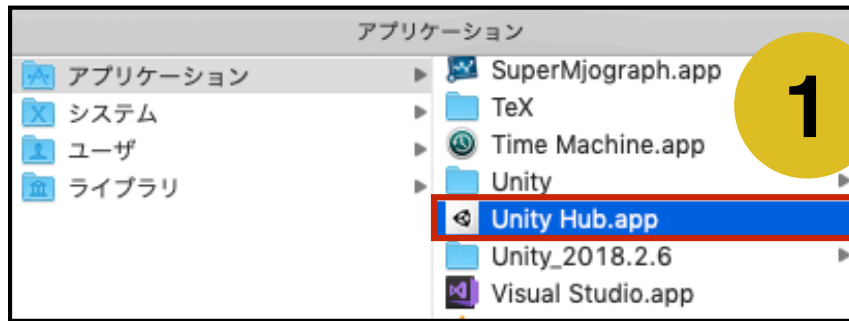 アプリケーション
アプリケーション
システム
ユーザ
ライブラリ
SuperMjograph.app
TeX
Time Machine.app
Unity
Unity Hub.app
Unity_2018.2.6
Visual Studio.app
1